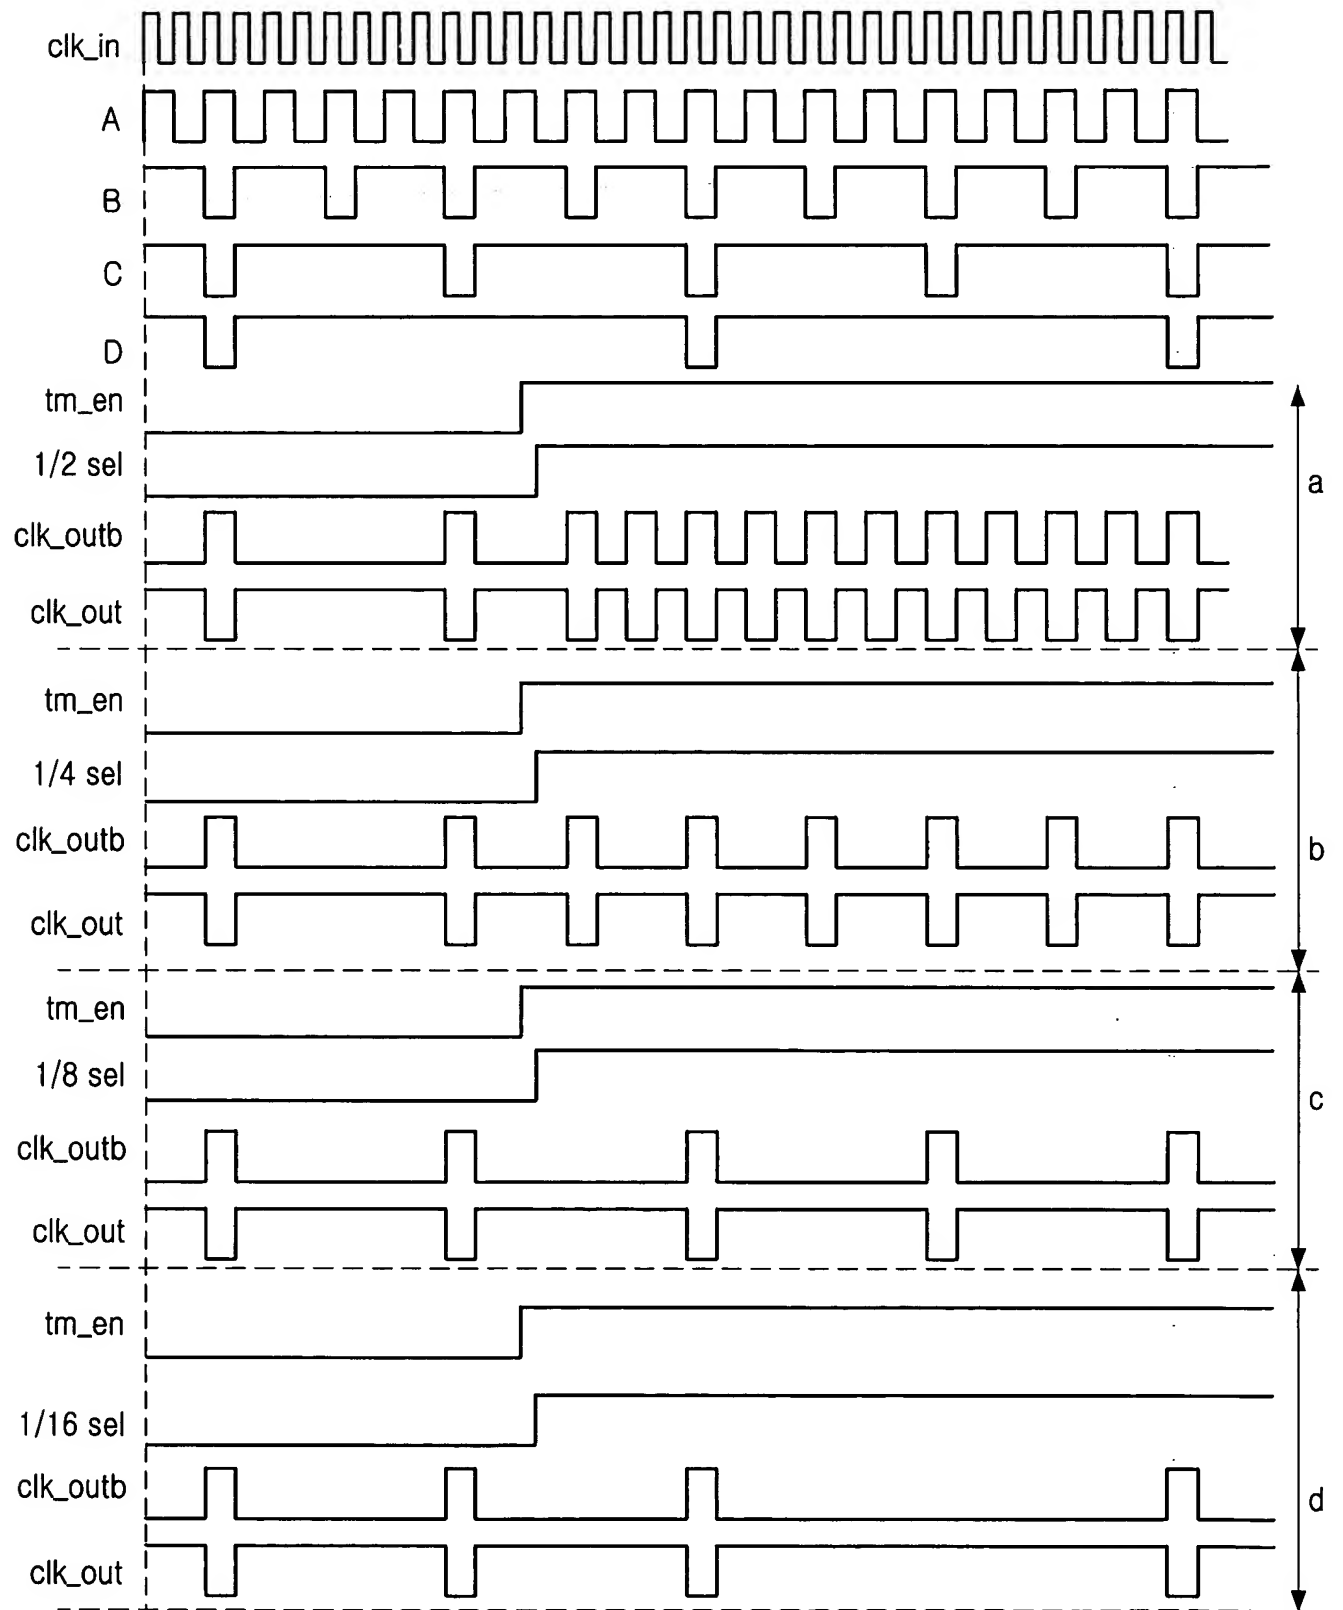 clk_in
A
B
C
D
tm_en
1/2 sel
a
clk_outb
clk_out
tm_en
1/4 sel
clk_outb
b
clk_out
tm_en
1/8 sel
c
clk_outb
clk_out
tm_en
1/16 sel
clk_outb
d
clk_out